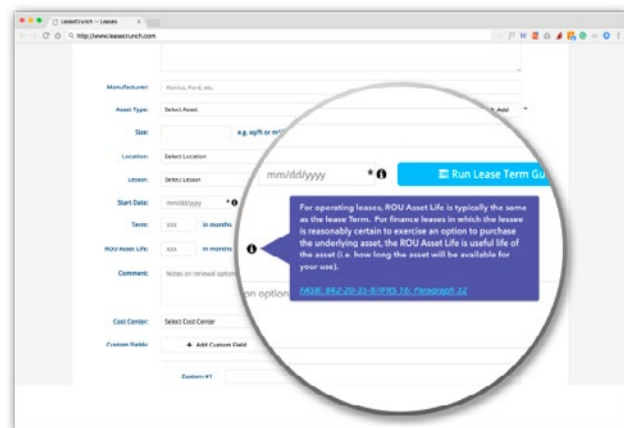 LeaseCrunch — Leases
http://www.leasecrunch.com
Manufacturer: Konica, Ford, etc.
Asset Type: Select Asset
Add *
Size: e.g. sq/ft or
Location: Select Location
Lessor: Select Lessor
mm/dd/yyyy * Run Lease Term Gu
Start Date: mm/dd/yyyy *
Term: xxx in months
ROU Asset Life: xxx in months
For operating leases, ROU Asset Life is typically the same
as the lease Term. For finance leases in which the lessee
is reasonably certain to exercise an option to purchase
the underlying asset, the ROU Asset Life is useful life of
the asset (i.e. how long the asset will be available for
your use).
FASB: 842-20-35-8/IFRS 16: Paragraph 32
Comment: Notes on renewal option
on option
Cost Center: Select Cost Center
Custom Fields: + Add Custom Field
Custom #1